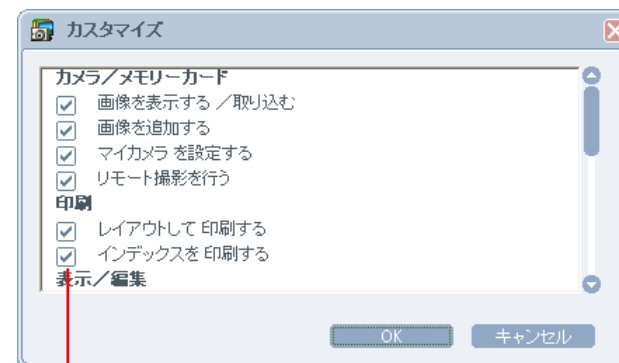 カスタマイズ
カメラ／メモリーカード
画像を表示する ／取り込む
画像を追加する
マイカメラ を設定する
リモート撮影を行う
印刷
レイアウトして 印刷する
インデックスを 印刷する
表示／編集
OK
キャンセル